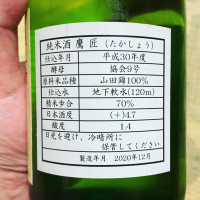 純米酒 鷹匠 (たかしょう)
仕込年月 平成30年度
酵母 協会9号
原料米品種 山田錦100%
仕込水 地下軟水(120m)
精米歩合 70%
日本酒度 (+)4.7
酸度 1.4
日光を避け、冷暗所に
保管してください
製造年月 2020年12月